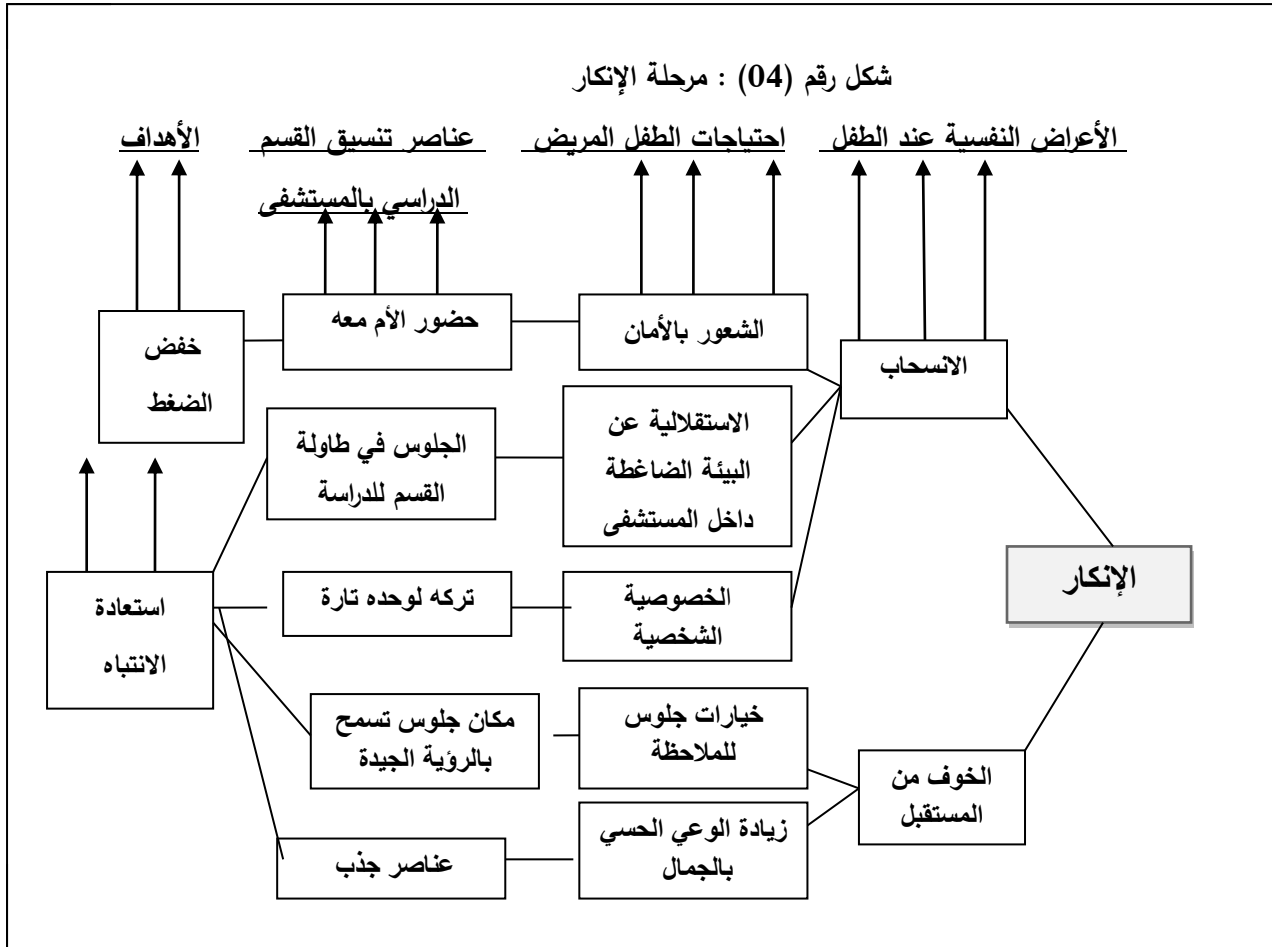 شكل رقم (04) : مرحلة الإنكار
الأعراض النفسية عند الطفل
احتياجات الطفل المريض
عناصر تنسيق القسم
الدراسي بالمستشفى
الأهداف
الإنكار
الانسحاب
الخوف من
المستقبل
الشعور بالأمان
الاستقلالية عن
البيئة الضاغطة
داخل المستشفى
الخصوصية
الشخصية
خيارات جلوس
للملاحظة
زيادة الوعي الحسي
بالجمال
حضور الأم معه
الجلوس في طاولة
القسم للدراسة
تركه لوحده تارة
مكان جلوس تسمح
بالرؤية الجيدة
عناصر جذب
خفض
الضغط
استعادة
الانتباه